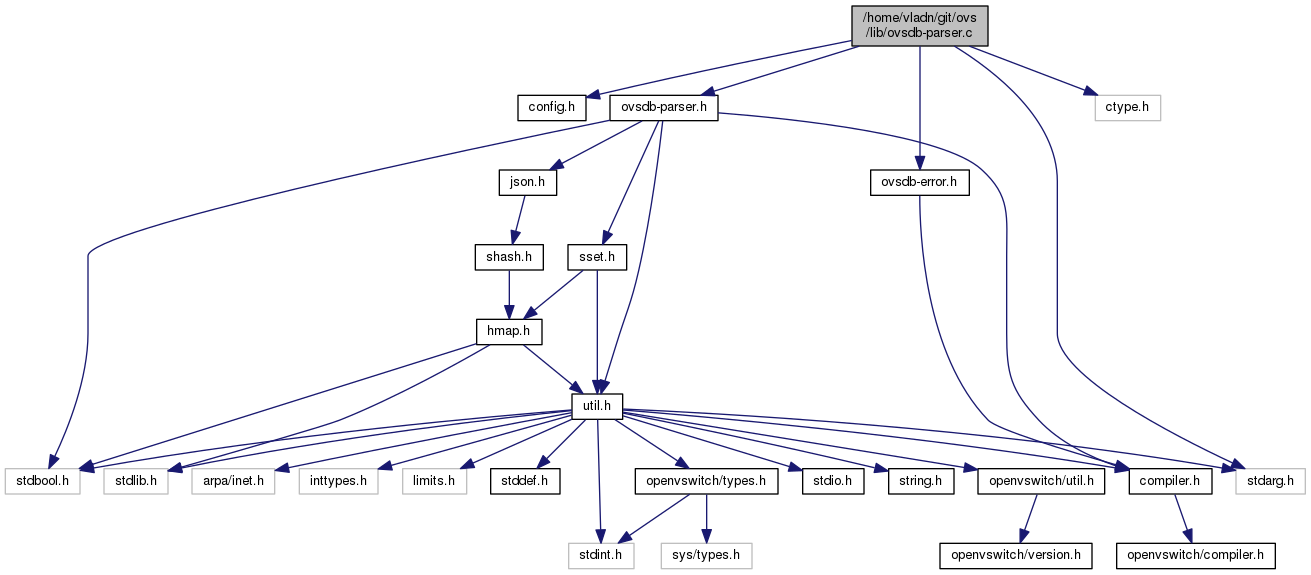 /home/vladn/git/ovs
/lib/ovsdb-parser.c
config.h
ovsdb-parser.h
ctype.h
json.h
ovsdb-error.h
shash.h
sset.h
hmap.h
util.h
stdbool.h
stdlib.h
arpa/inet.h
inttypes.h
limits.h
stddef.h
openvswitch/types.h
stdio.h
string.h
openvswitch/util.h
compiler.h
stdarg.h
stdint.h
sys/types.h
openvswitch/version.h
openvswitch/compiler.h